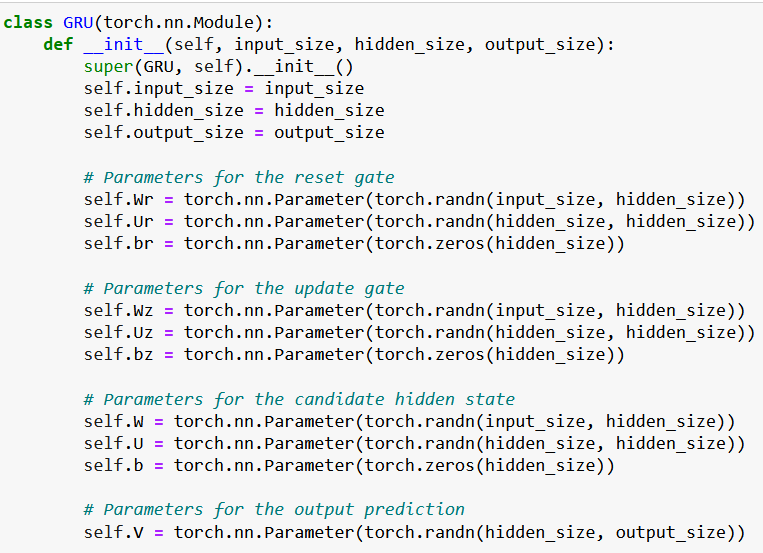 class GRU(torch.nn.Module):
    def __init__(self, input_size, hidden_size, output_size):
        super(GRU, self).__init__()
        self.input_size = input_size
        self.hidden_size = hidden_size
        self.output_size = output_size

        # Parameters for the reset gate
        self.Wr = torch.nn.Parameter(torch.randn(input_size, hidden_size))
        self.Ur = torch.nn.Parameter(torch.randn(hidden_size, hidden_size))
        self.br = torch.nn.Parameter(torch.zeros(hidden_size))

        # Parameters for the update gate
        self.Wz = torch.nn.Parameter(torch.randn(input_size, hidden_size))
        self.Uz = torch.nn.Parameter(torch.randn(hidden_size, hidden_size))
        self.bz = torch.nn.Parameter(torch.zeros(hidden_size))

        # Parameters for the candidate hidden state
        self.W = torch.nn.Parameter(torch.randn(input_size, hidden_size))
        self.U = torch.nn.Parameter(torch.randn(hidden_size, hidden_size))
        self.b = torch.nn.Parameter(torch.zeros(hidden_size))

        # Parameters for the output prediction
        self.V = torch.nn.Parameter(torch.randn(hidden_size, output_size))